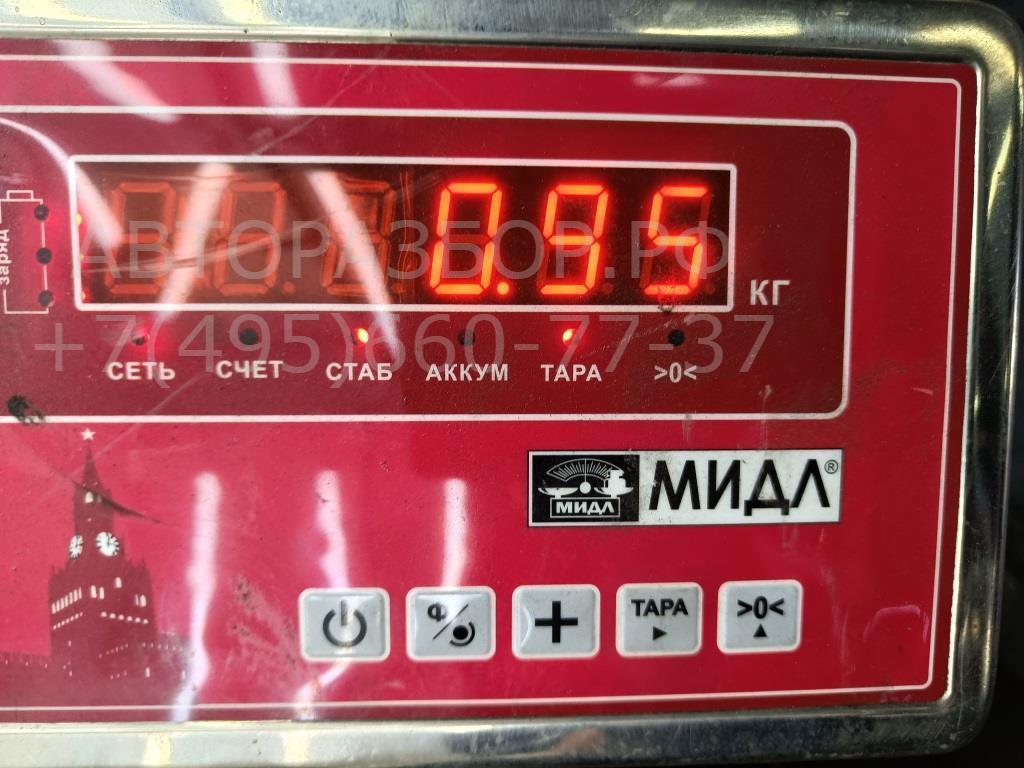 0.95
АВТОРАЗБОР.РФ
заряд
КГ
+7(495)660-77-37
СЕТЬ СЧЕТ СТАБ АККУМ ТАРА >0<
МИДЛ МИДЛ®
Ф/ + ТАРА >0<